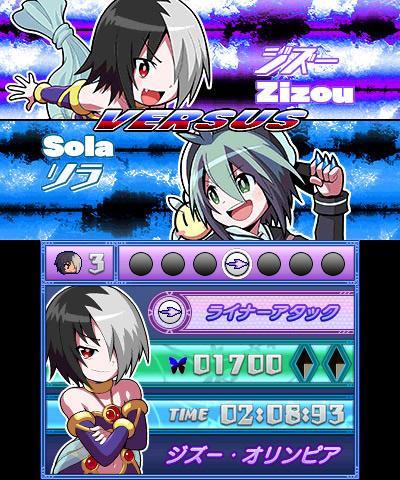 ジズー
Zizou
VERSUS
Sola
ソラ
3
ライナーアタック
01700
TIME 02:08:93
ジズー・オリンピア